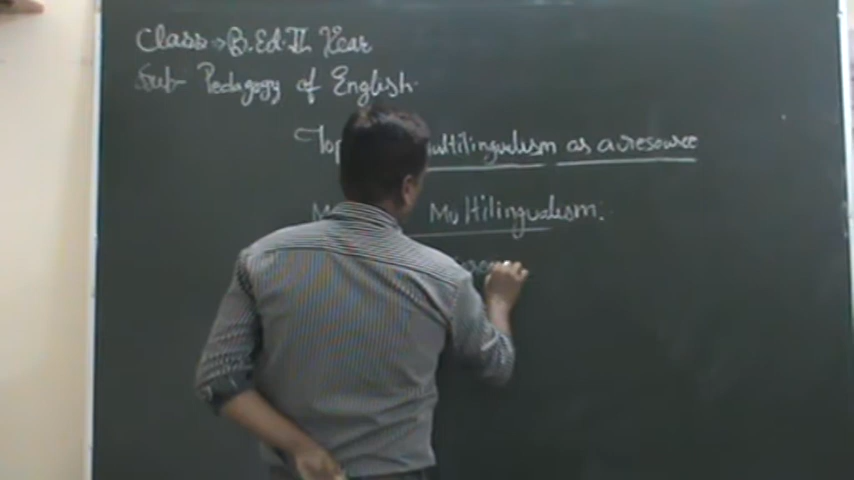 Class:- B.Ed. II Year
Sub- Pedagogy of English.
Multilingualism as a resource
Multilingualism: